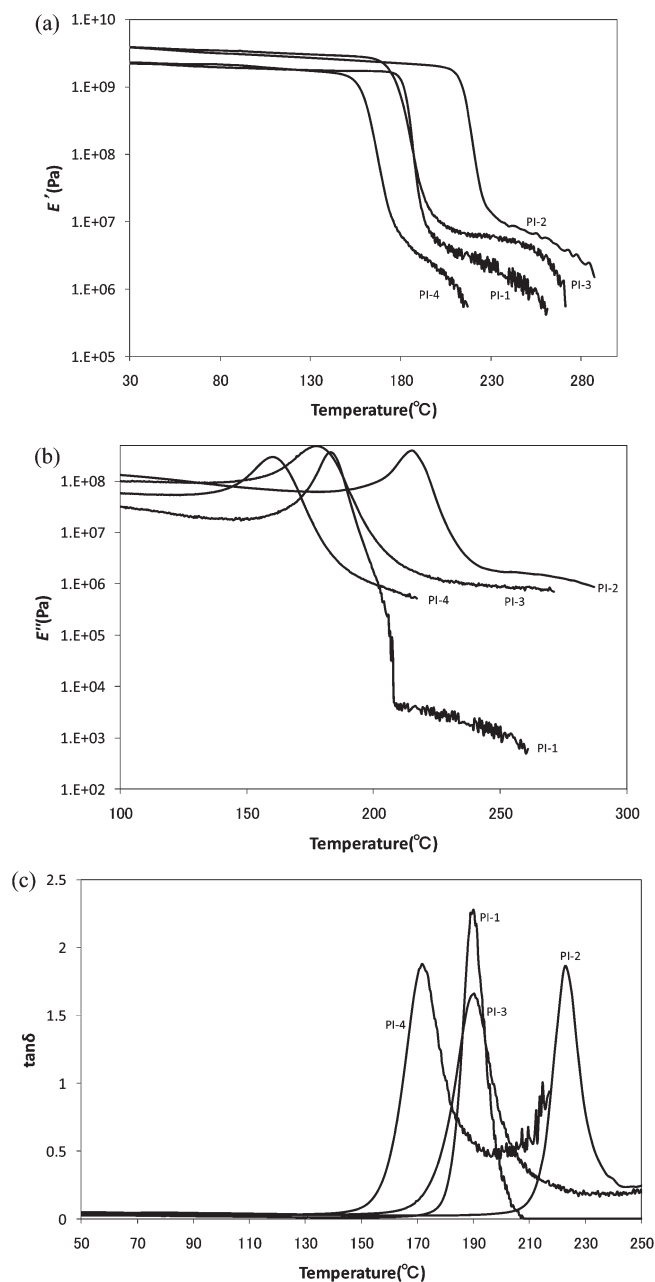 (a)
1.E+10
1.E+09
1.E+08
1.E+07
1.E+06
1.E+05
E′(Pa)
PI-2
PI-3
PI-1
PI-4
30 80 130 180 230 280
Temperature(℃)
(b)
1.E+08
1.E+07
1.E+06
1.E+05
1.E+04
1.E+03
1.E+02
E″(Pa)
PI-2
PI-4 PI-3
PI-1
100 150 200 250 300
Temperature(℃)
(c)
2.5
2
1.5
1
0.5
0
tanδ
PI-1
PI-2
PI-3
PI-4
50 70 90 110 130 150 170 190 210 230 250
Temperature(℃)